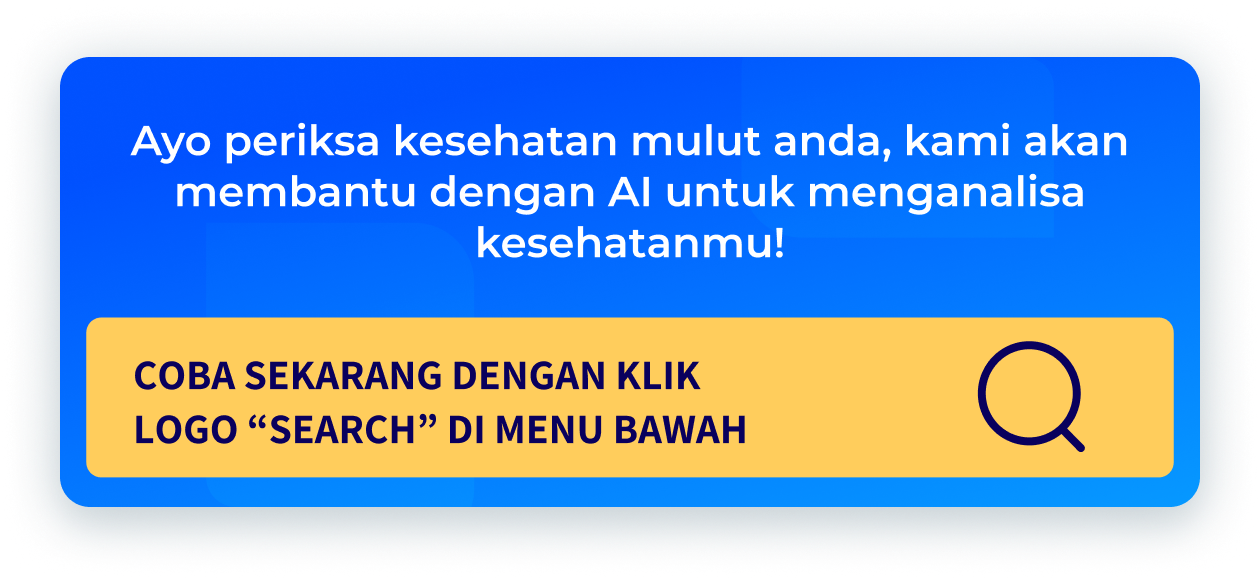 Ayo periksa kesehatan mulut anda, kami akan
membantu dengan AI untuk menganalisa
kesehatanmu!
COBA SEKARANG DENGAN KLIK
LOGO “SEARCH” DI MENU BAWAH